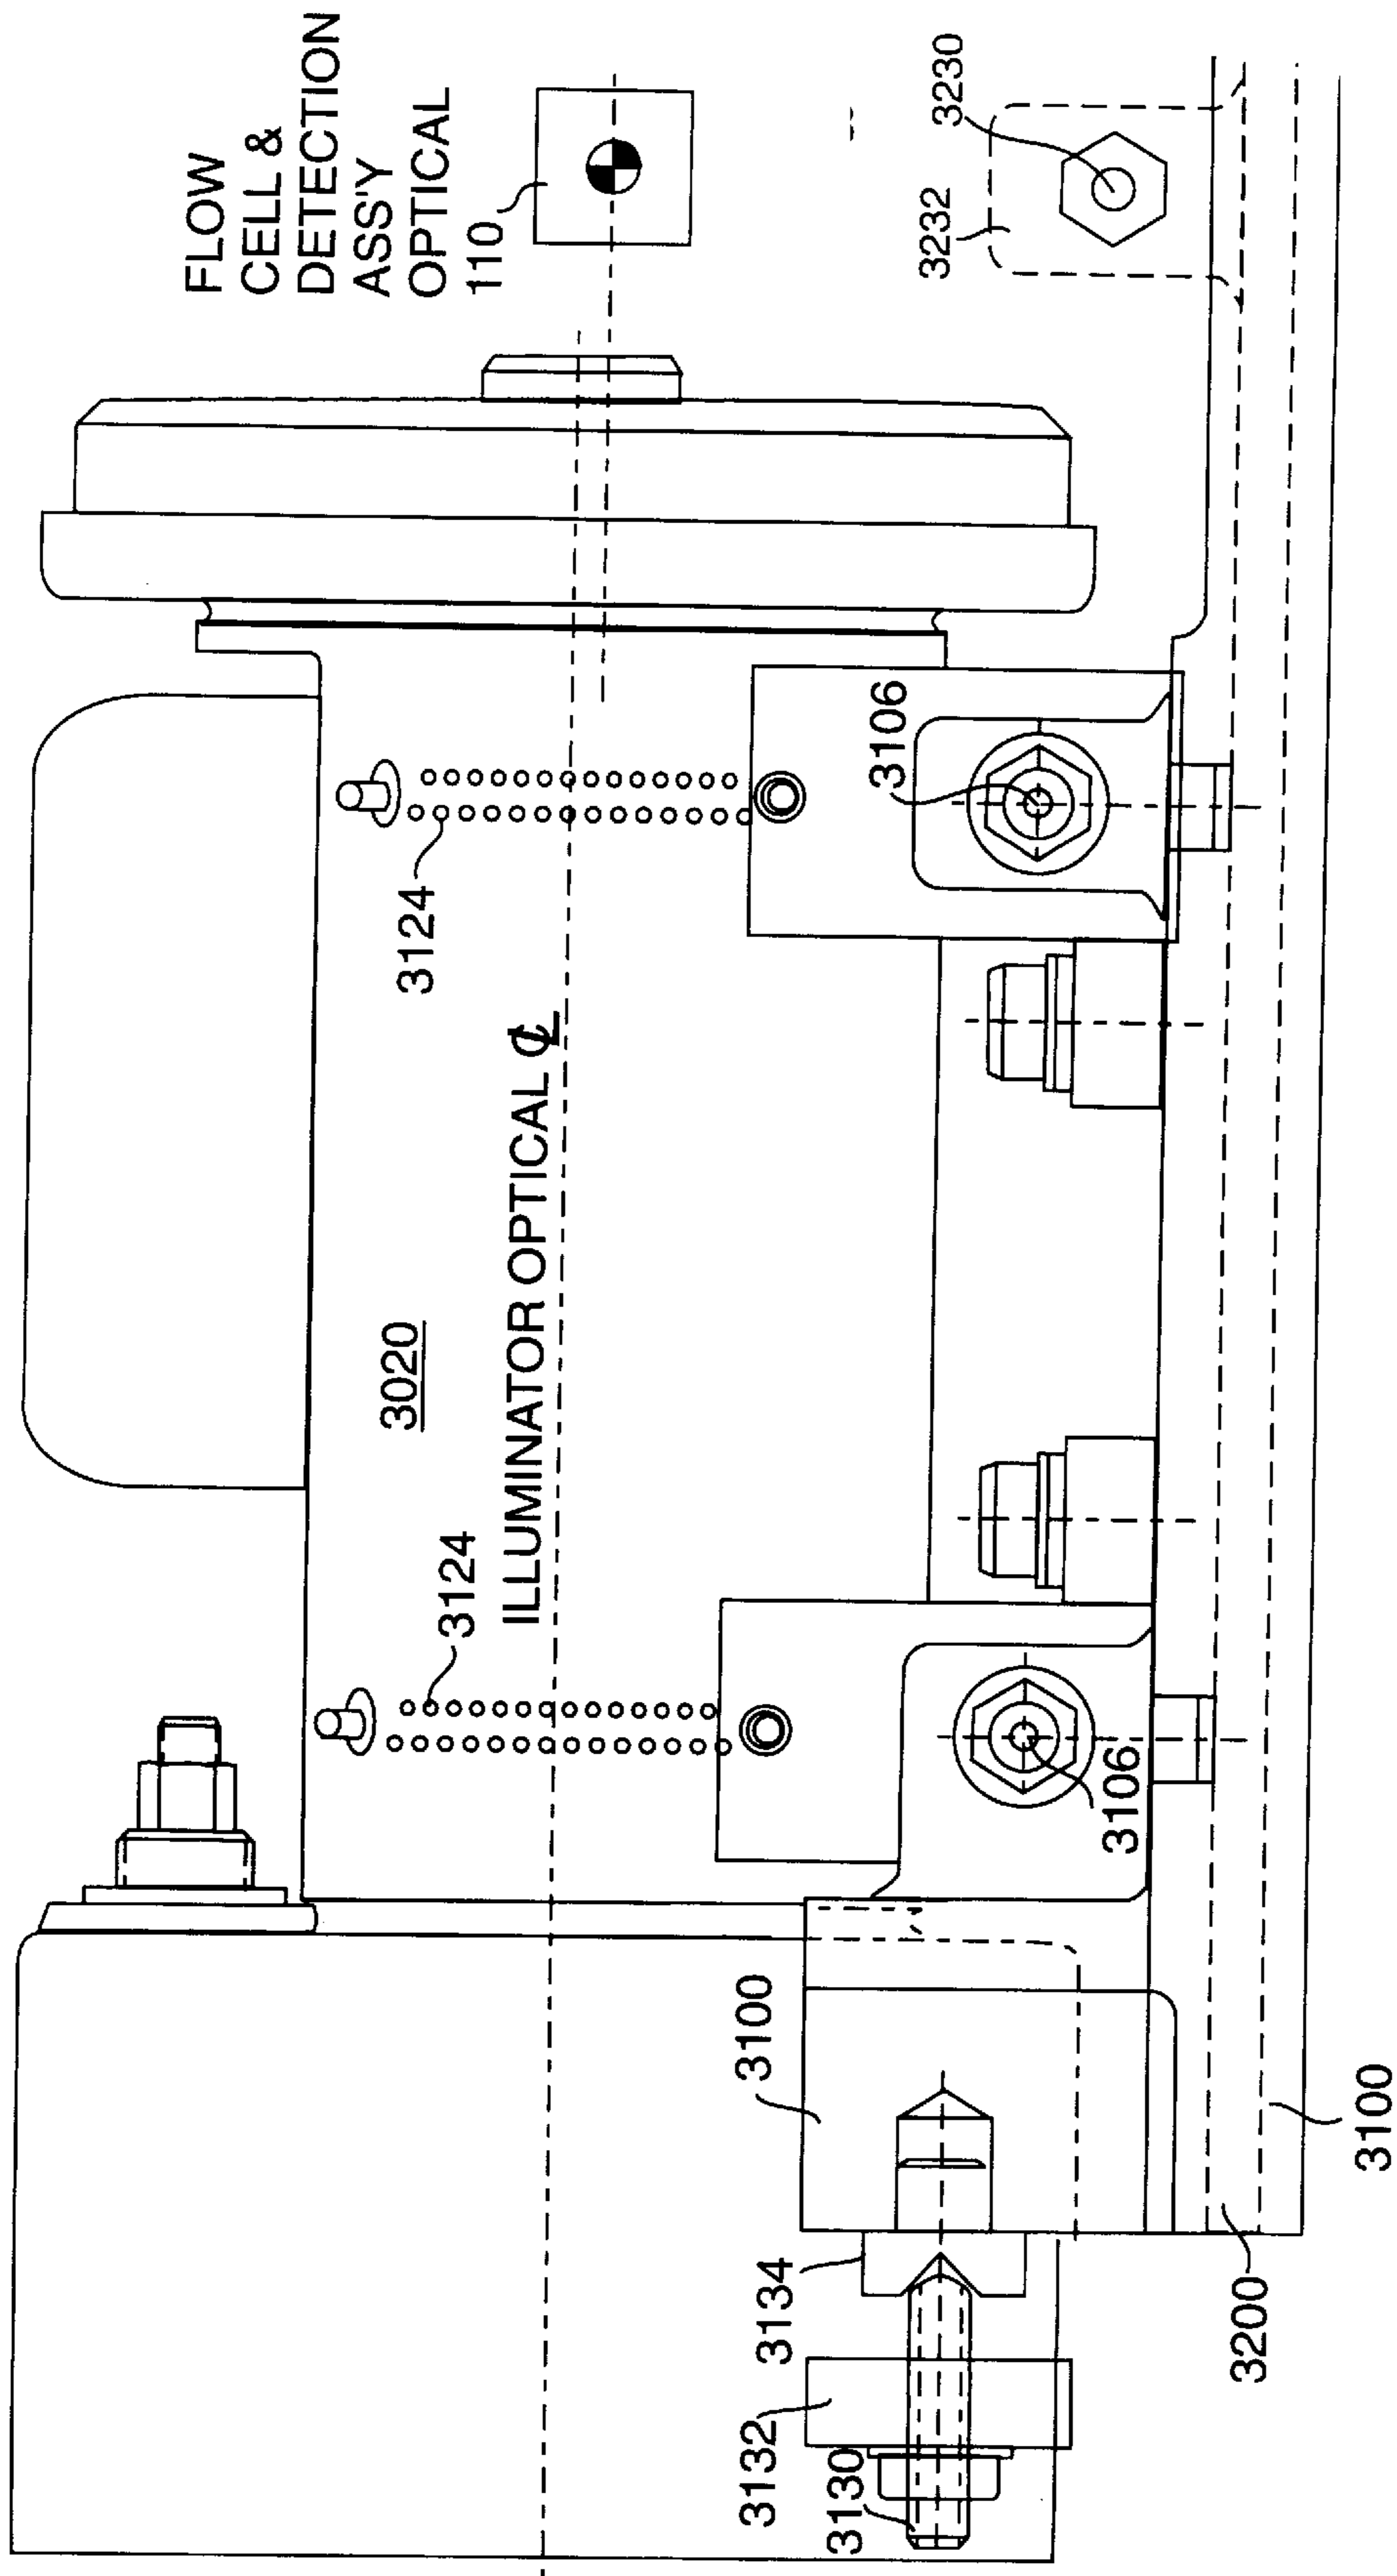 FLOW
CELL &
DETECTION
ASS'Y
OPTICAL
110
3230
3232
3106
3124
ILLUMINATOR OPTICAL ℄
3020
3124
3106
3100
3134
3132
3130
3200
3100